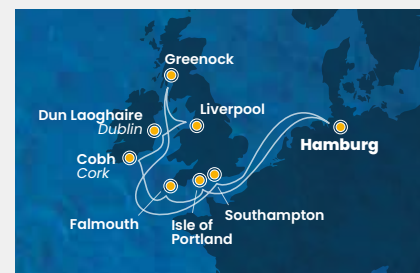 Greenock
Dun Laoghaire
Dublin
Liverpool
Hamburg
Cobh
Cork
Falmouth
Isle of
Portland
Southampton